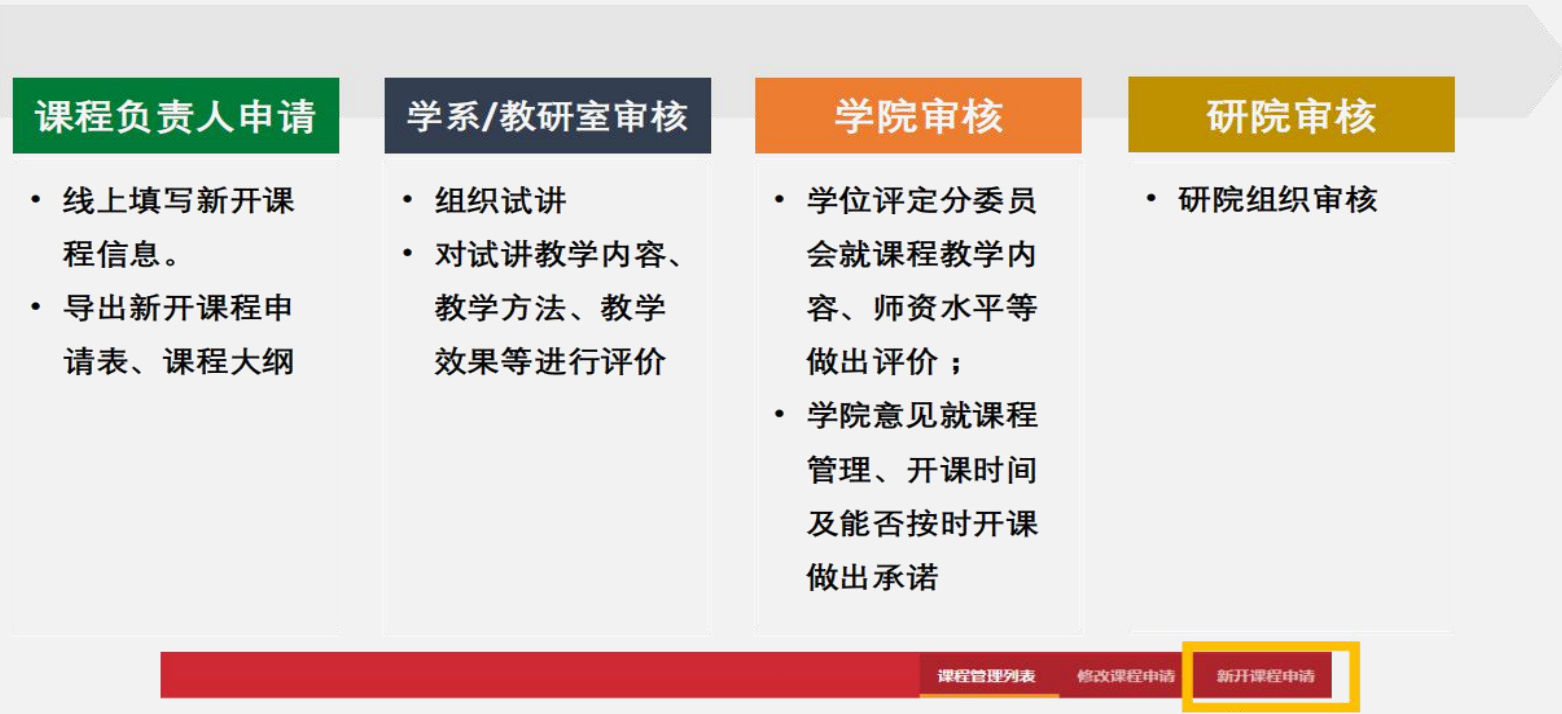 课程负责人申请
• 线上填写新开课
程信息。
• 导出新开课程申
请表、课程大纲
学系/教研室审核
• 组织试讲
• 对试讲教学内容、
教学方法、教学
效果等进行评价
学院审核
• 学位评定分委员
会就课程教学内
容、师资水平等
做出评价；
• 学院意见就课程
管理、开课时间
及能否按时开课
做出承诺
研院审核
• 研院组织审核
课程管理列表 修改课程申请 新开课程申请